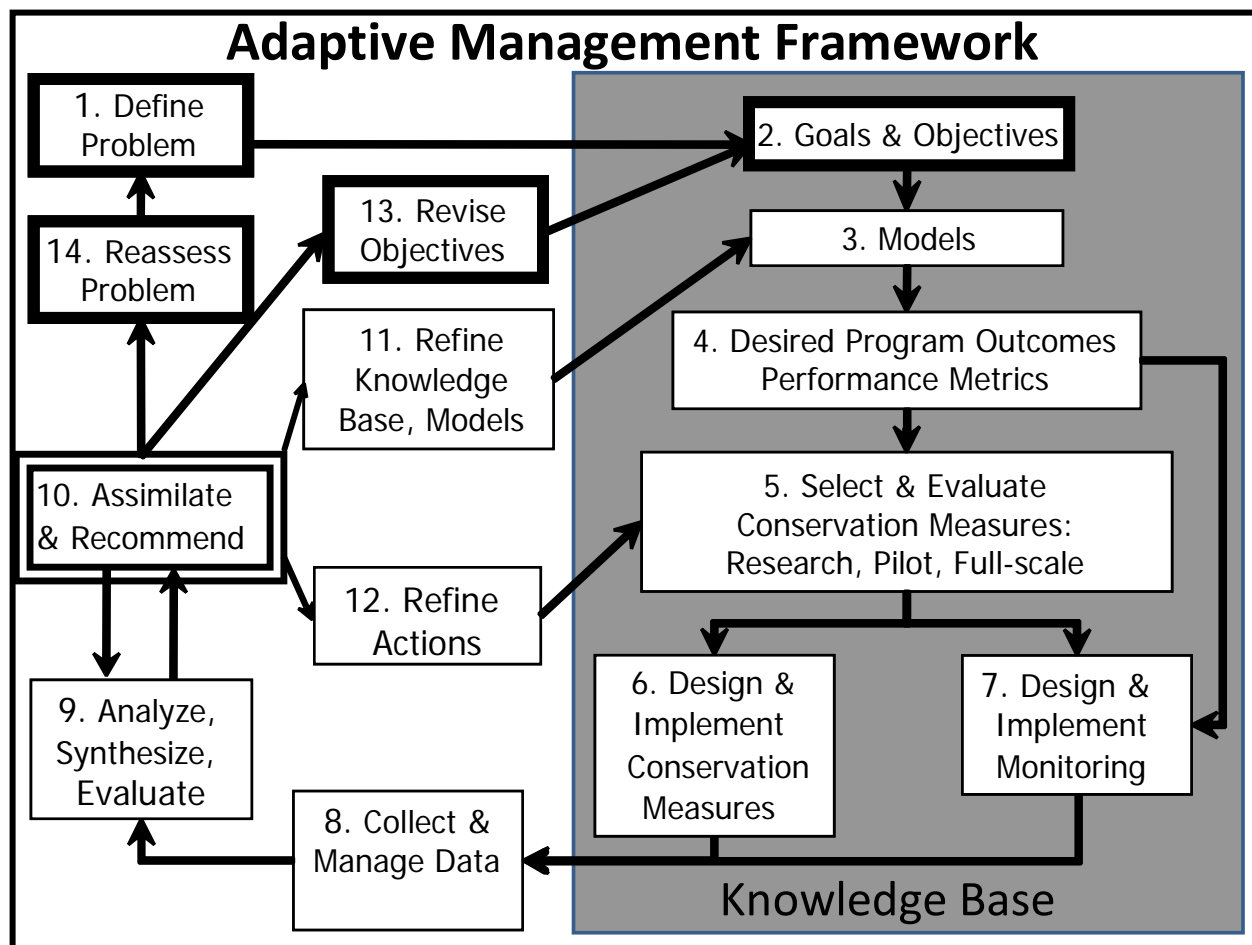 Adaptive Management Framework
1. Define
Problem
2. Goals & Objectives
13. Revise
Objectives
14. Reassess
Problem
3. Models
11. Refine
Knowledge
Base, Models
4. Desired Program Outcomes
Performance Metrics
10. Assimilate
& Recommend
5. Select & Evaluate
Conservation Measures:
Research, Pilot, Full-scale
12. Refine
Actions
6. Design &
Implement
Conservation
Measures
7. Design &
Implement
Monitoring
9. Analyze,
Synthesize,
Evaluate
8. Collect &
Manage Data
Knowledge Base